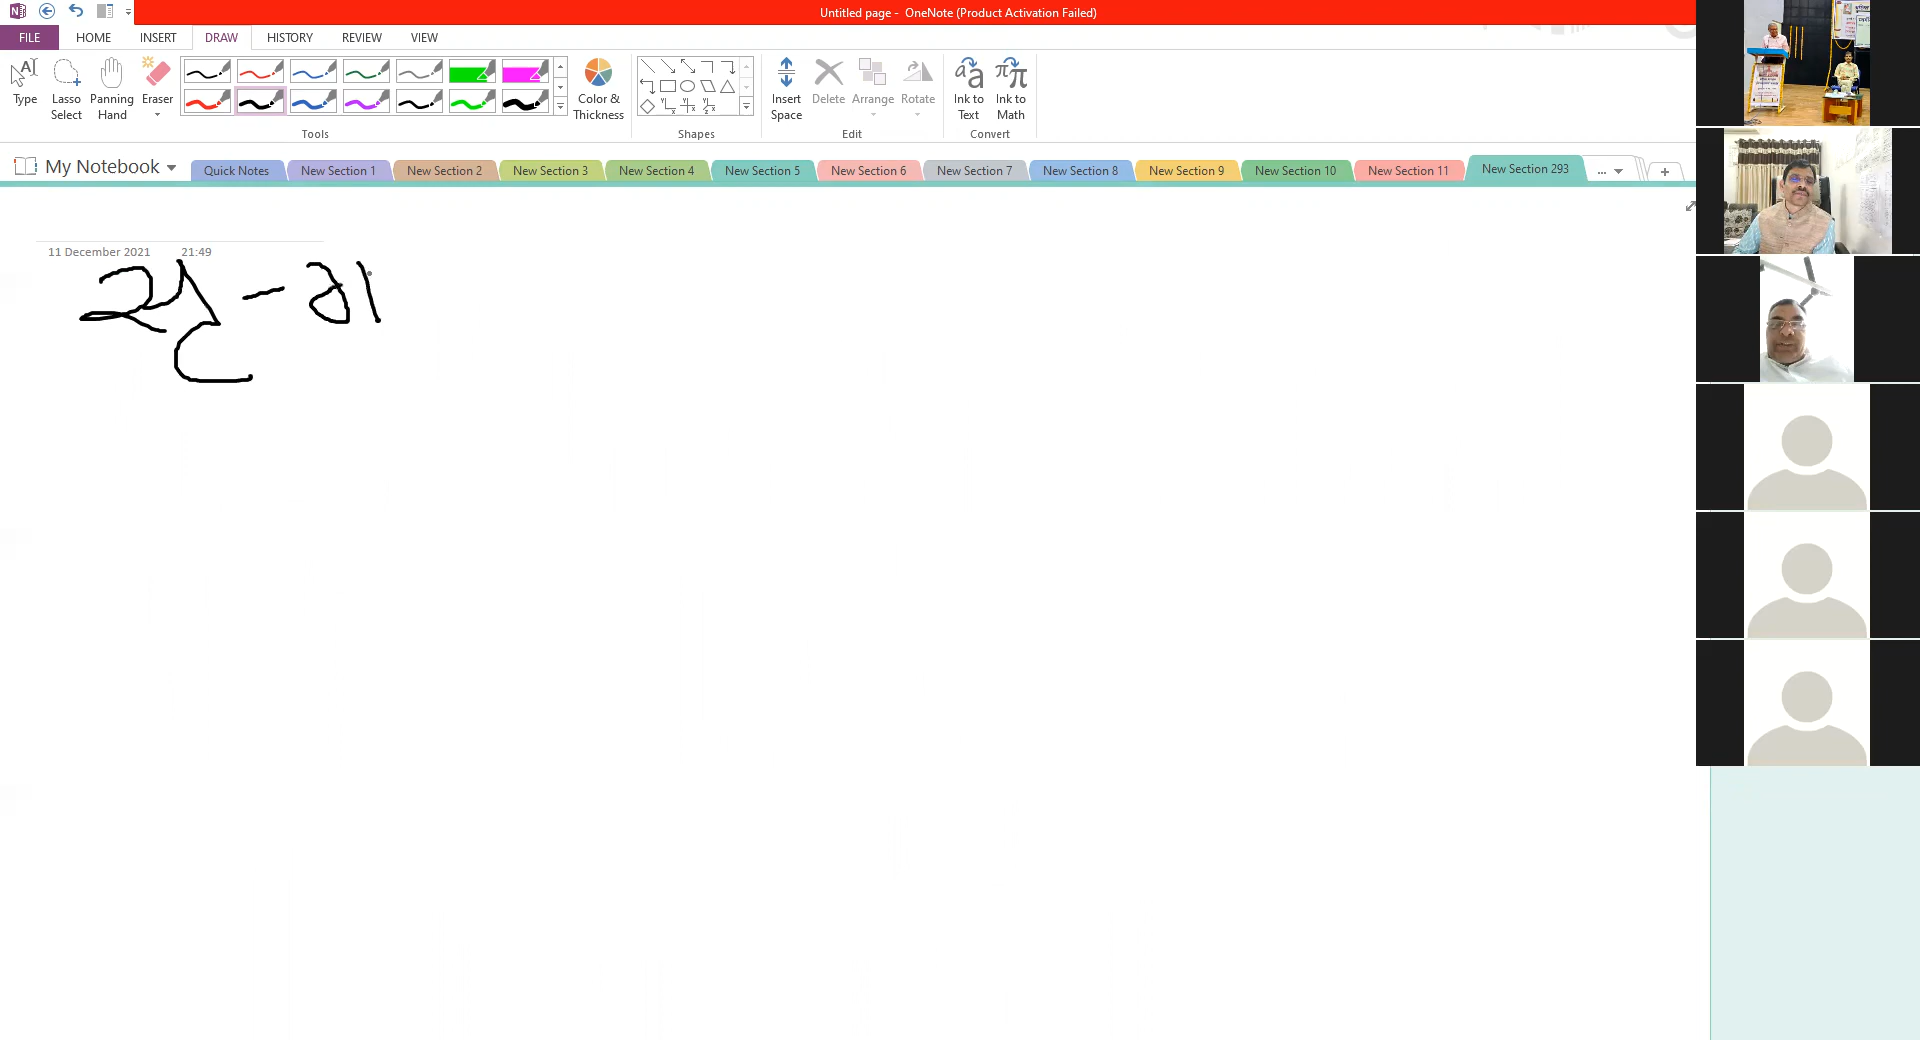 Untitled page - OneNote (Product Activation Failed)
FILE HOME INSERT DRAW HISTORY REVIEW VIEW
Type Lasso Select Panning Hand Eraser Color & Thickness Insert Space Delete Arrange Rotate Ink to Text Ink to Math
Tools Shapes Edit Convert
My Notebook Quick Notes New Section 1 New Section 2 New Section 3 New Section 4 New Section 5 New Section 6 New Section 7 New Section 8 New Section 9 New Section 10 New Section 11 New Section 293 ... +
11 December 2021 21:49